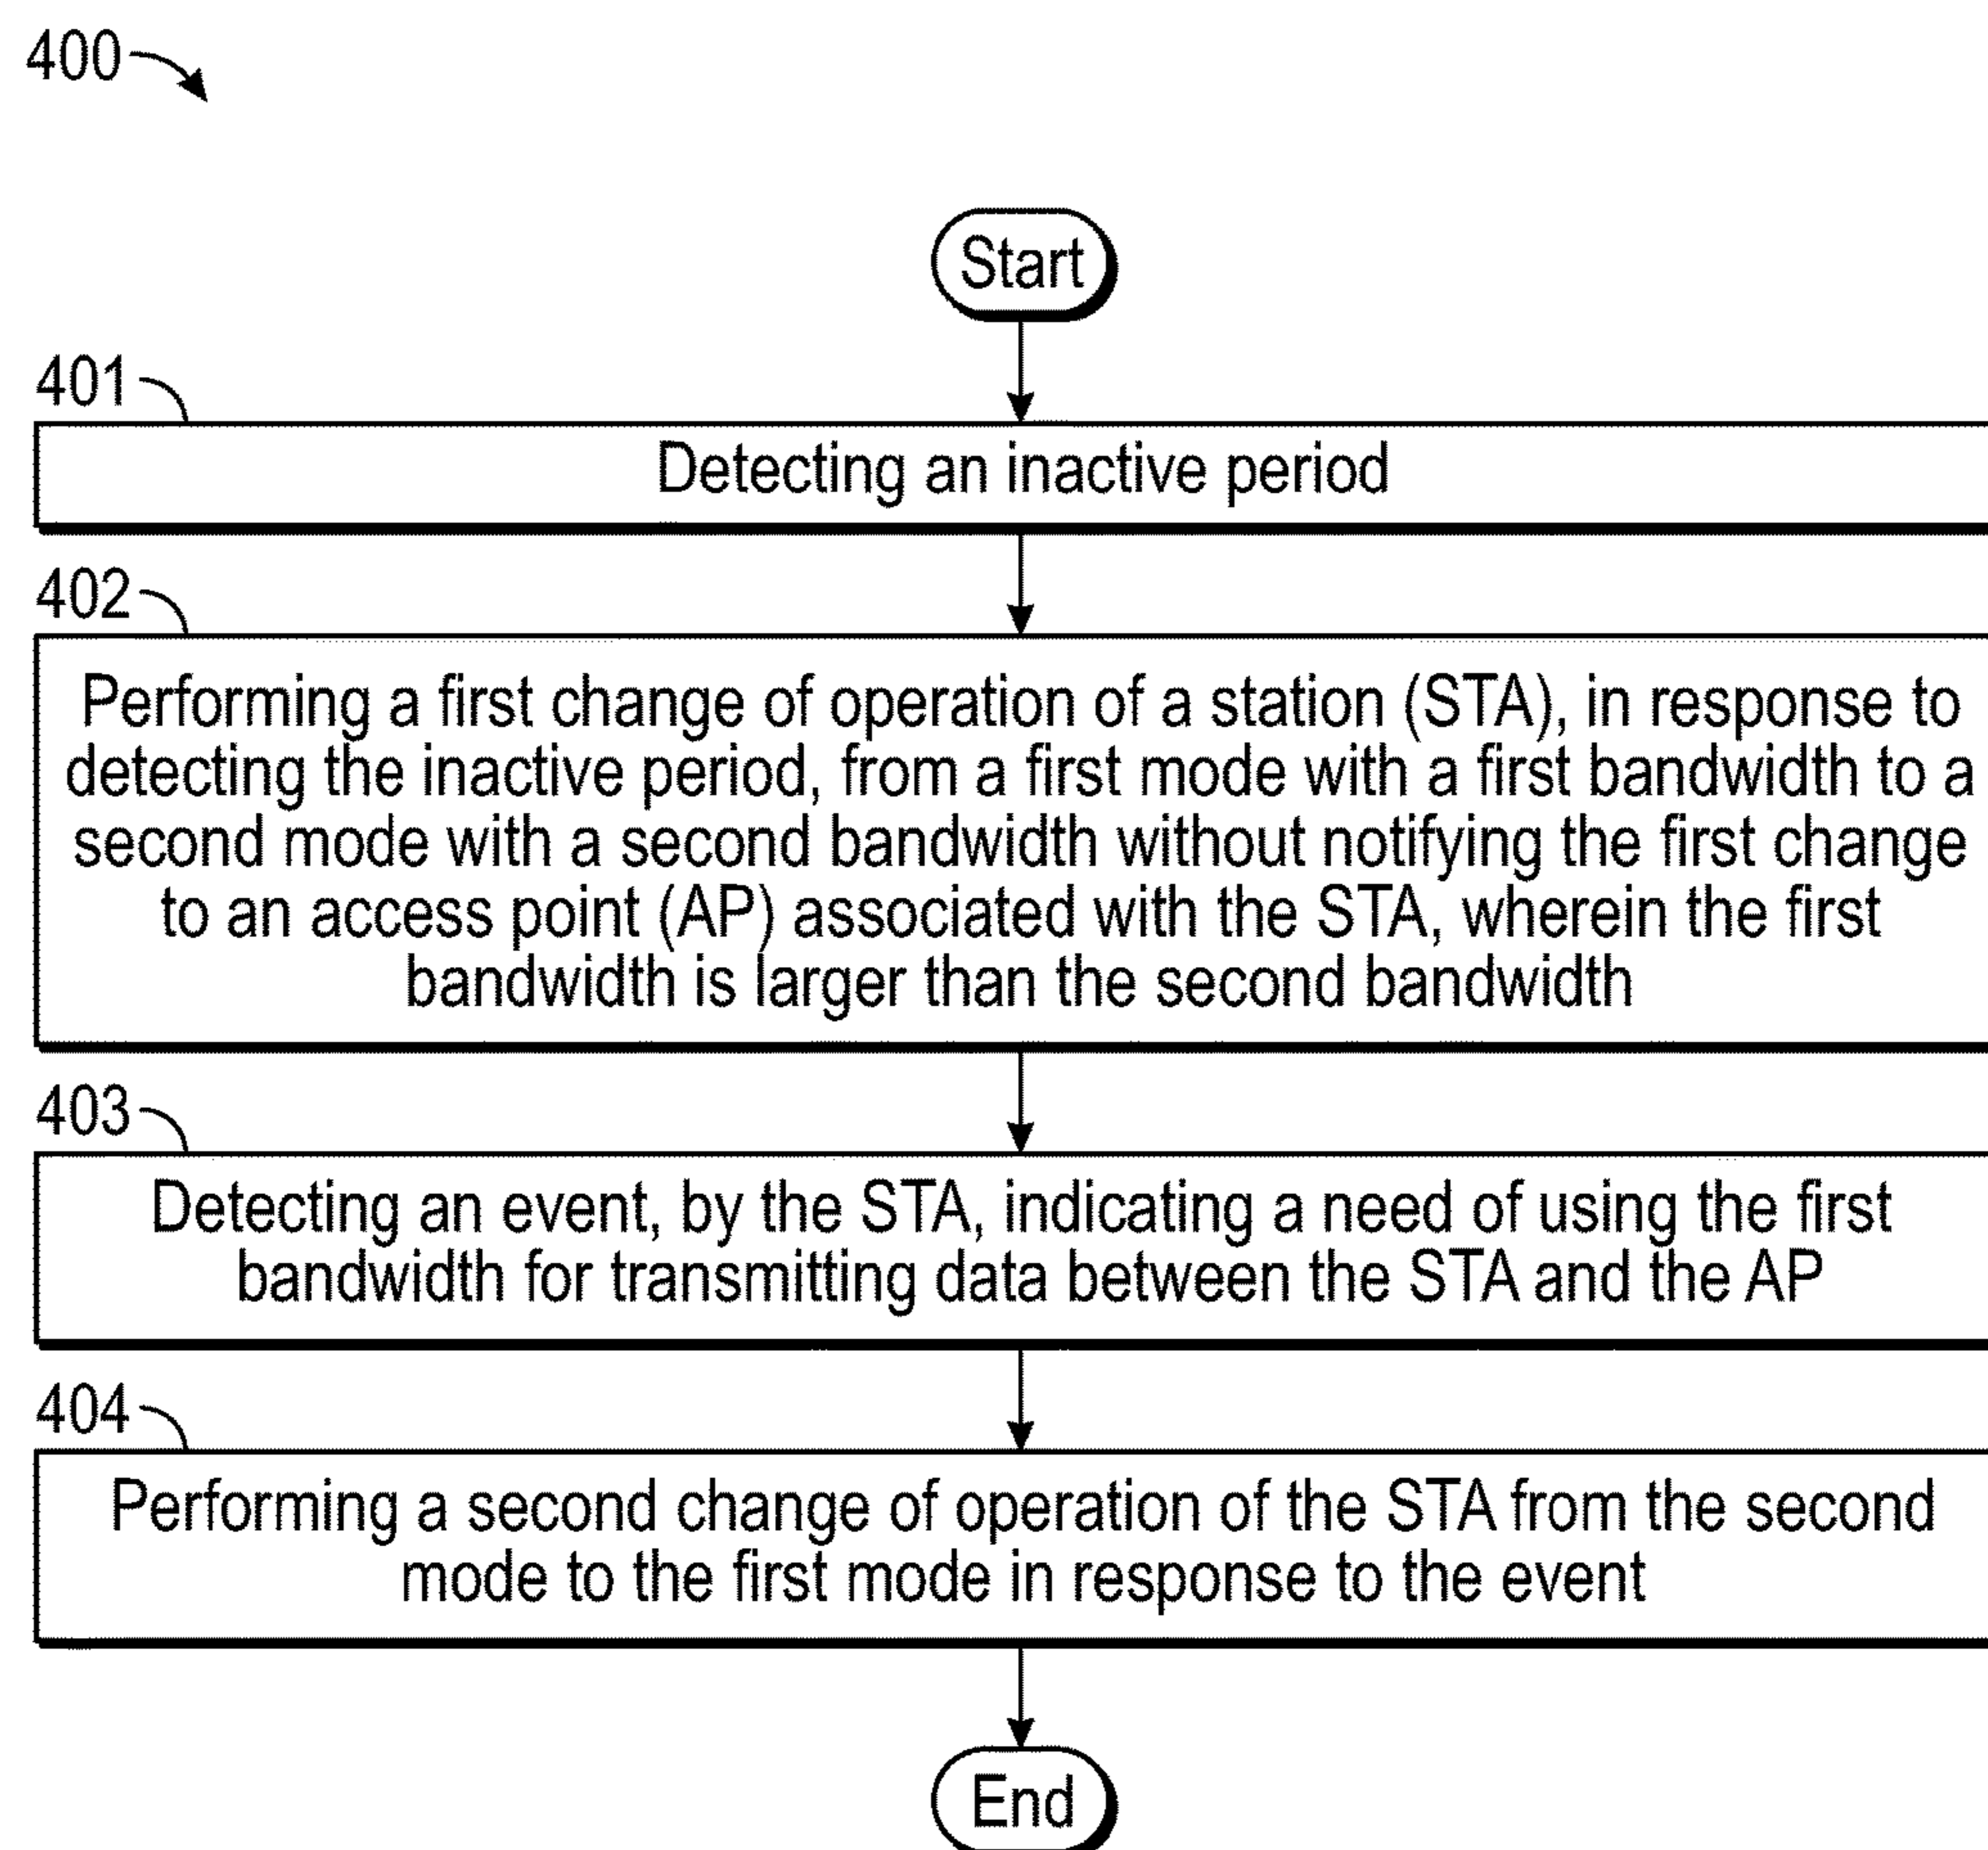 400
Start
401
Detecting an inactive period
402
Performing a first change of operation of a station (STA), in response to
detecting the inactive period, from a first mode with a first bandwidth to a
second mode with a second bandwidth without notifying the first change
to an access point (AP) associated with the STA, wherein the first
bandwidth is larger than the second bandwidth
403
Detecting an event, by the STA, indicating a need of using the first
bandwidth for transmitting data between the STA and the AP
404
Performing a second change of operation of the STA from the second
mode to the first mode in response to the event
End